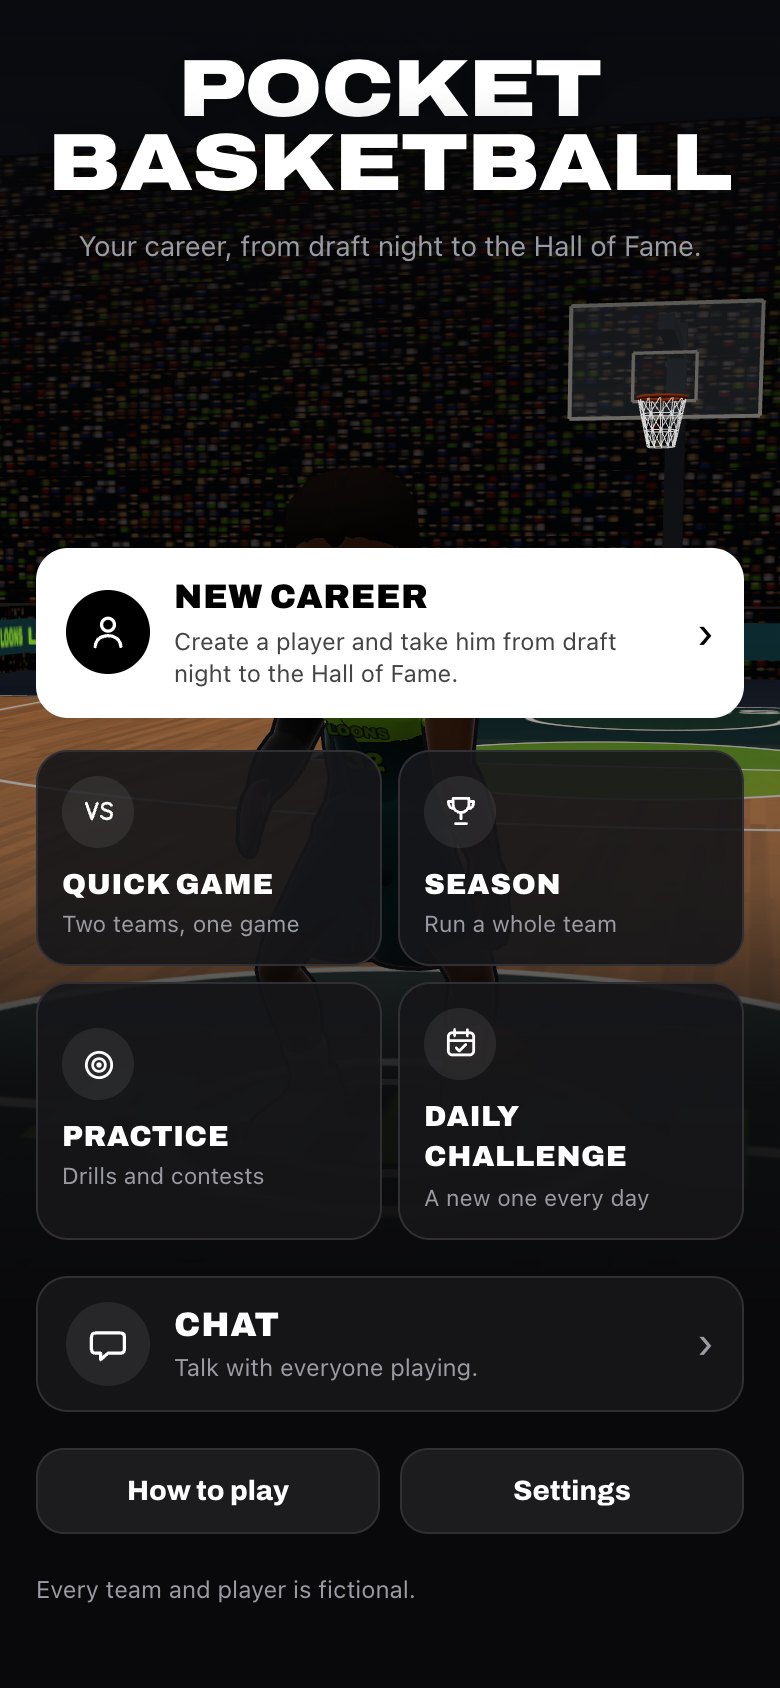 POCKET
BASKETBALL
Your career, from draft night to the Hall of Fame.
NEW CAREER
Create a player and take him from draft
night to the Hall of Fame.
LOONS
LOONS
VS
QUICK GAME
Two teams, one game
SEASON
Run a whole team
PRACTICE
Drills and contests
DAILY
CHALLENGE
A new one every day
CHAT
Talk with everyone playing.
How to play
Settings
Every team and player is fictional.